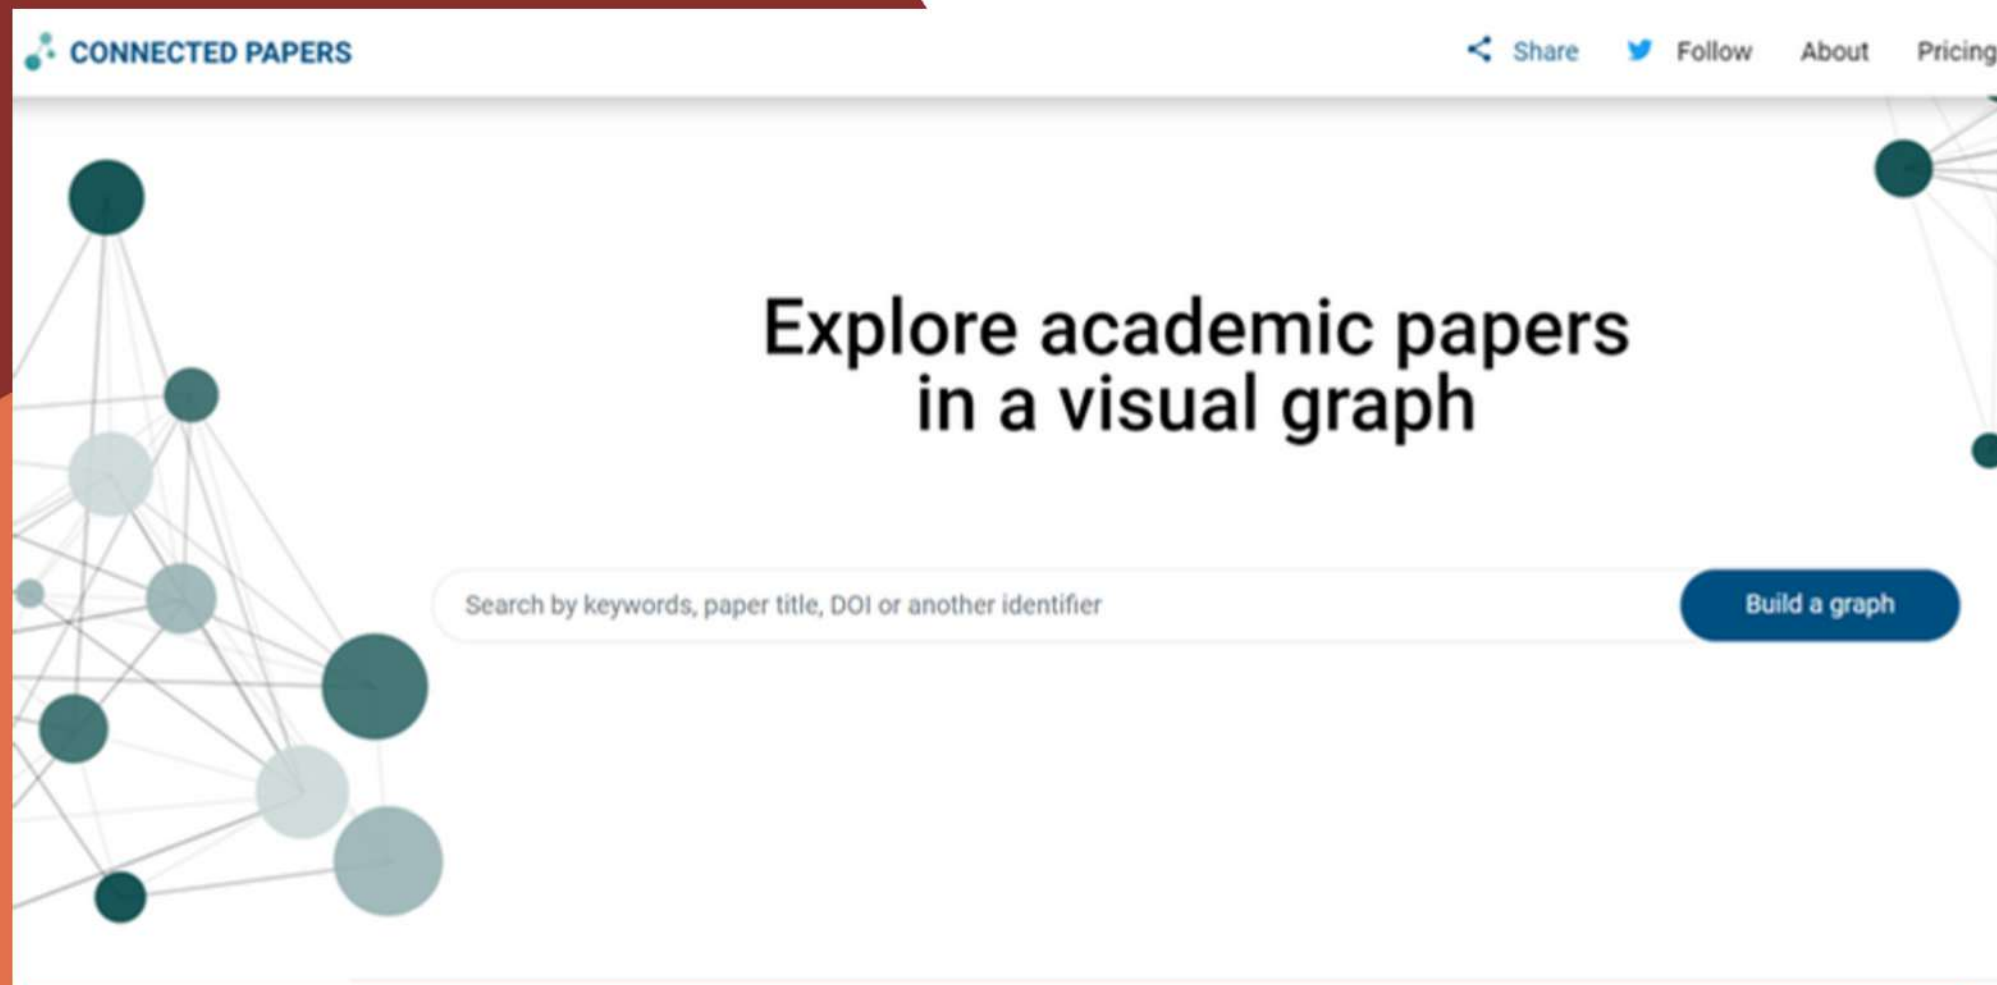 CONNECTED PAPERS
Share Follow About Pricing
Explore academic papers
in a visual graph
Search by keywords, paper title, DOI or another identifier
Build a graph